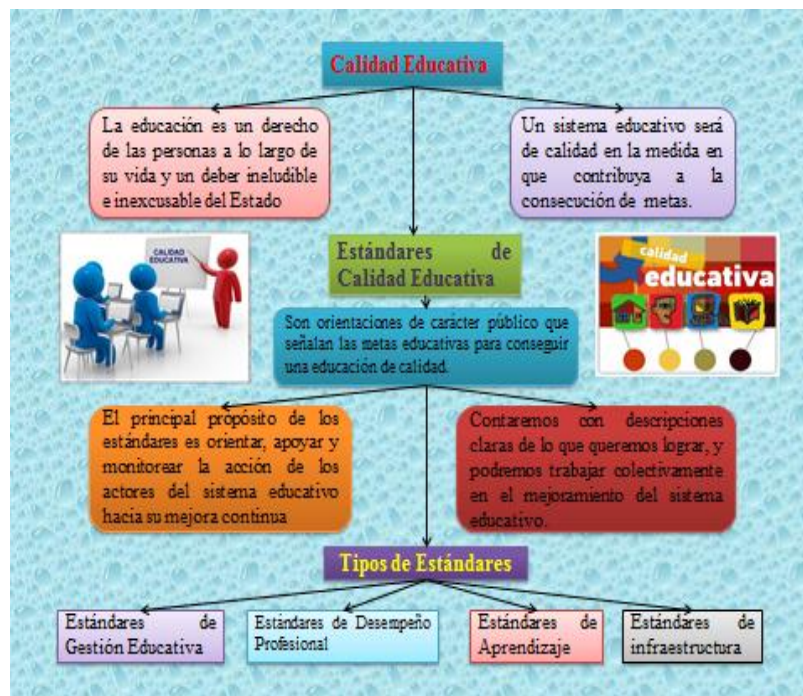 Calidad Educativa
La educación es un derecho
de las personas a lo largo de
su vida y un deber ineludible
e inexcusable del Estado
Un sistema educativo será
de calidad en la medida en
que contribuya a la
consecución de metas.
CALIDAD
EDUCATIVA
Estándares de
Calidad Educativa
calidad
educativa
Son orientaciones de carácter público que
señalan las metas educativas para conseguir
una educación de calidad.
El principal propósito de los
estándares es orientar, apoyar y
monitorear la acción de los
actores del sistema educativo
hacia su mejora continua
Contaremos con descripciones
claras de lo que queremos lograr, y
podremos trabajar colectivamente
en el mejoramiento del sistema
educativo.
Tipos de Estándares
Estándares de
Gestión Educativa
Estándares de Desempeño
Profesional
Estándares de
Aprendizaje
Estándares de
infraestructura